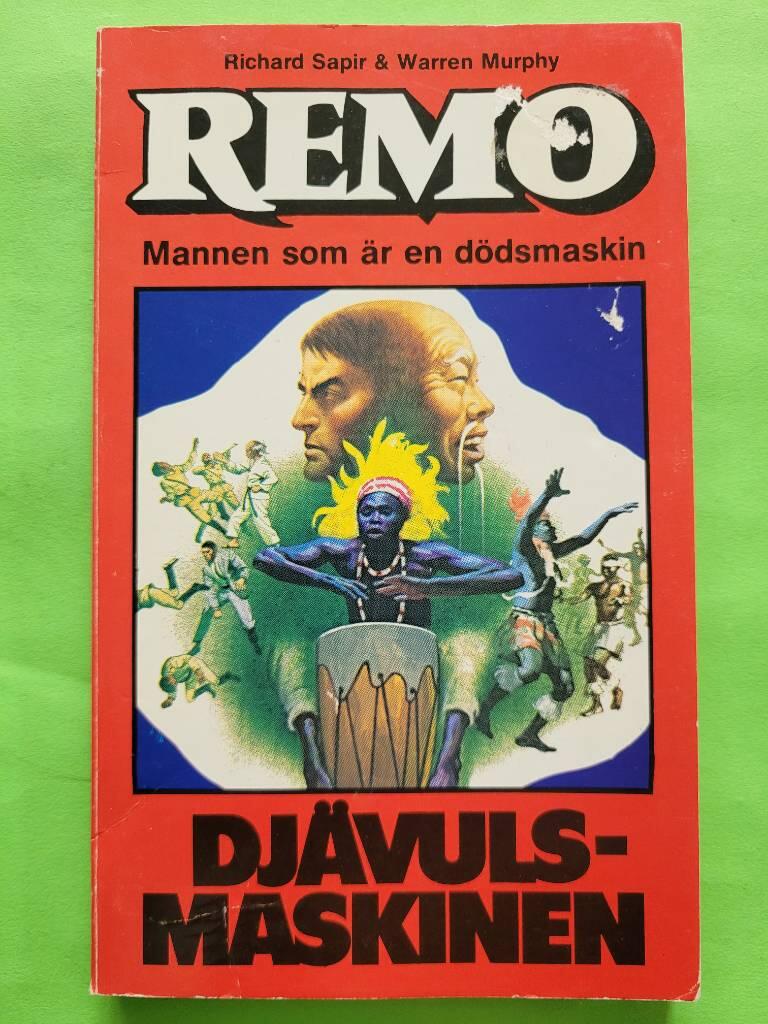 Richard Sapir & Warren Murphy
REMO
Mannen som är en dödsmaskin
DJÄVULS-
MASKINEN